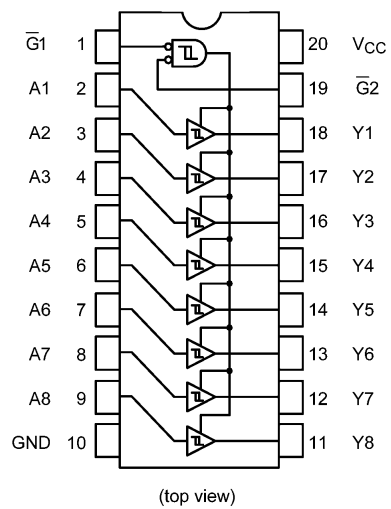 G̅1 1 20 VCC
A1 2 19 G̅2
A2 3 18 Y1
A3 4 17 Y2
A4 5 16 Y3
A5 6 15 Y4
A6 7 14 Y5
A7 8 13 Y6
A8 9 12 Y7
GND 10 11 Y8
(top view)